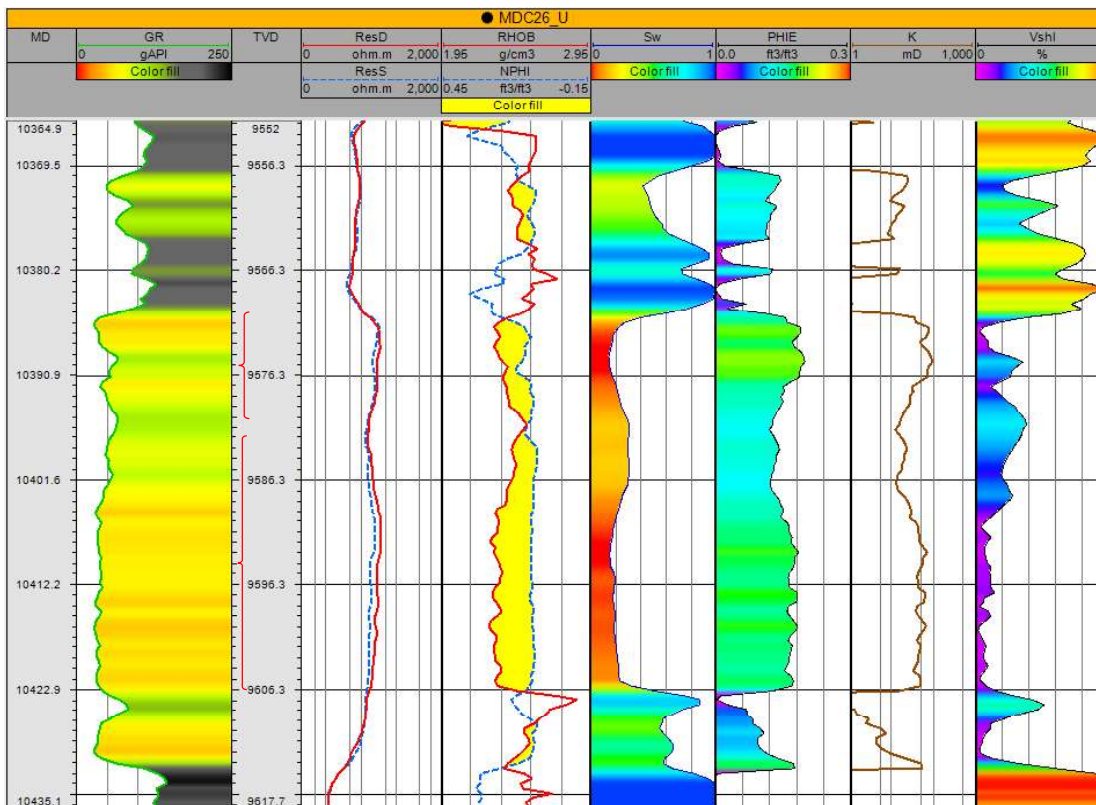 MDC26_U
MD GR TVD ResD RHOB Sw PHIE K Vshl
0 gAPI 250 0 ohm.m 2,000 1.95 g/cm3 2.95 0 1 0.0 ft3/ft3 0.3 1 mD 1,000 0 %
Color fill ResS NPHI Color fill Color fill Color fill
0 ohm.m 2,000 0.45 ft3/ft3 -0.15
Color fill
10364.9 9552
10369.5 9556.3
10380.2 9566.3
10390.9 9576.3
10401.6 9586.3
10412.2 9596.3
10422.9 9606.3
10435.1 9617.7